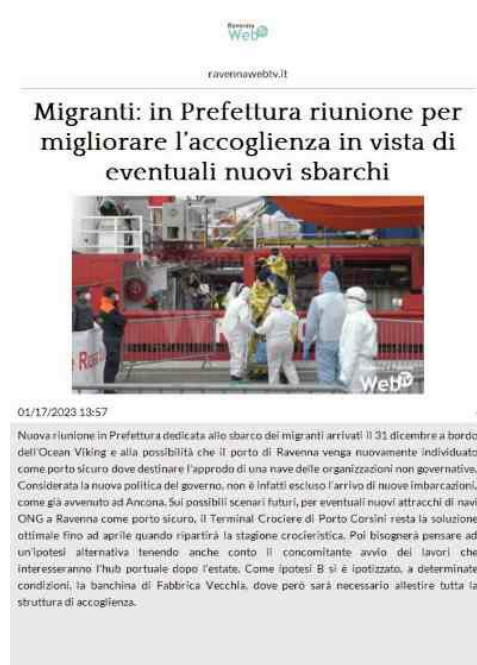 Ravenna
Web
ravennawebtv.it
Migranti: in Prefettura riunione per
migliorare l'accoglienza in vista di
eventuali nuovi sbarchi
Web
01/17/2023 13:57
Nuova riunione in Prefettura dedicata allo sbarco dei migranti arrivati il 31 dicembre a bordo
dell'Ocean Viking e alla possibilità che il porto di Ravenna venga nuovamente individuato
come porto sicuro dove destinare l'approdo di una nave delle organizzazioni non governative.
Considerata la nuova politica del governo, non è infatti escluso l'arrivo di nuove imbarcazioni,
come già avvenuto ad Ancona. Sui possibili scenari futuri, per eventuali nuovi attracchi di navi
ONG a Ravenna come porto sicuro, il Terminal Crociere di Porto Corsini resta la soluzione
ottimale fino ad aprile quando ripartirà la stagione crocieristica. Poi bisognerà pensare ad
un'ipotesi alternativa tenendo anche conto il concomitante avvio dei lavori che
interesseranno l'hub portuale dopo l'estate. Come ipotesi B si è ipotizzato, a determinate
condizioni, la banchina di Fabbrica Vecchia, dove però sarà necessario allestire tutta la
struttura di accoglienza.